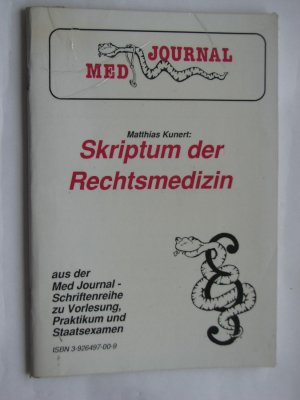 JOURNAL
MED
Matthias Kunert:
Skriptum der
Rechtsmedizin
aus der
Med Journal -
Schriftenreihe
zu Vorlesung,
Praktikum und
Staatsexamen
ISBN 3-926497-00-9